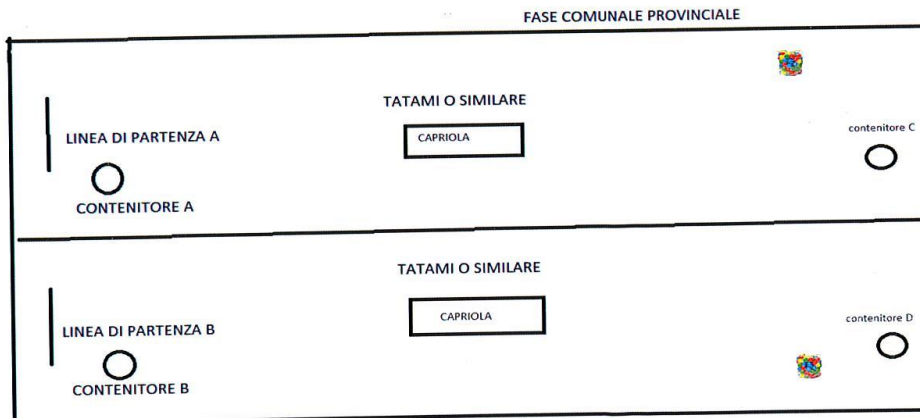 FASE COMUNALE PROVINCIALE
TATAMI O SIMILARE
CAPRIOLA
LINEA DI PARTENZA A
contenitore C
CONTENITORE A
TATAMI O SIMILARE
CAPRIOLA
LINEA DI PARTENZA B
contenitore D
CONTENITORE B